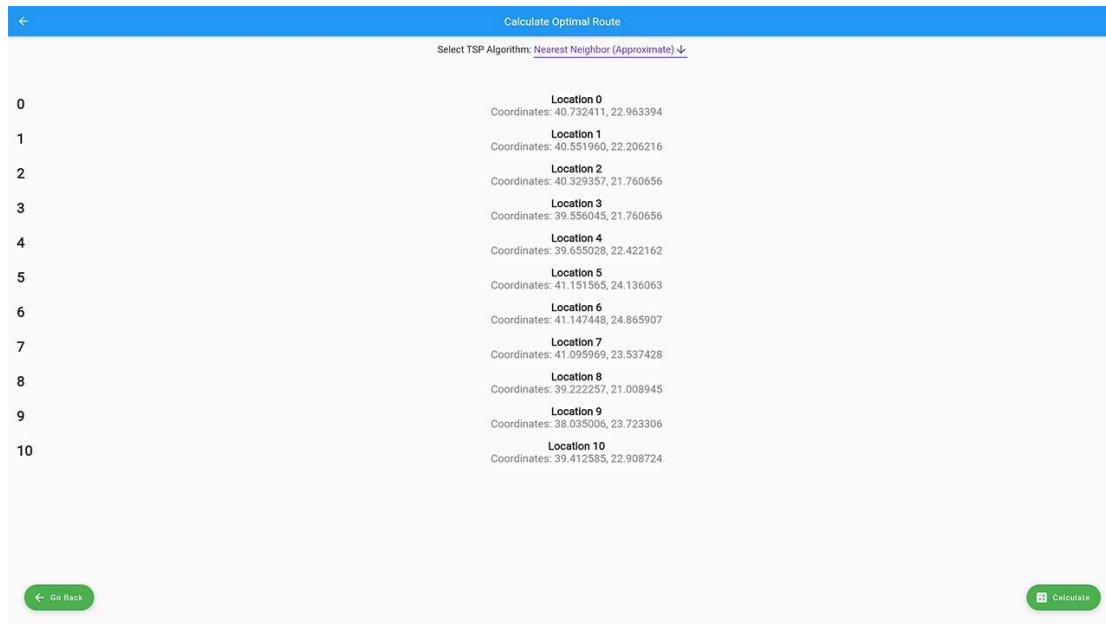 Calculate Optimal Route
Select TSP Algorithm: Nearest Neighbor (Approximate)
0
Location 0
Coordinates: 40.732411, 22.963394
1
Location 1
Coordinates: 40.551960, 22.206216
2
Location 2
Coordinates: 40.329357, 21.760656
3
Location 3
Coordinates: 39.556045, 21.760656
4
Location 4
Coordinates: 39.655028, 22.422162
5
Location 5
Coordinates: 41.151565, 24.136063
6
Location 6
Coordinates: 41.147448, 24.865907
7
Location 7
Coordinates: 41.095969, 23.537428
8
Location 8
Coordinates: 39.222257, 21.008945
9
Location 9
Coordinates: 38.035006, 23.723306
10
Location 10
Coordinates: 39.412585, 22.908724
Go Back
Calculate